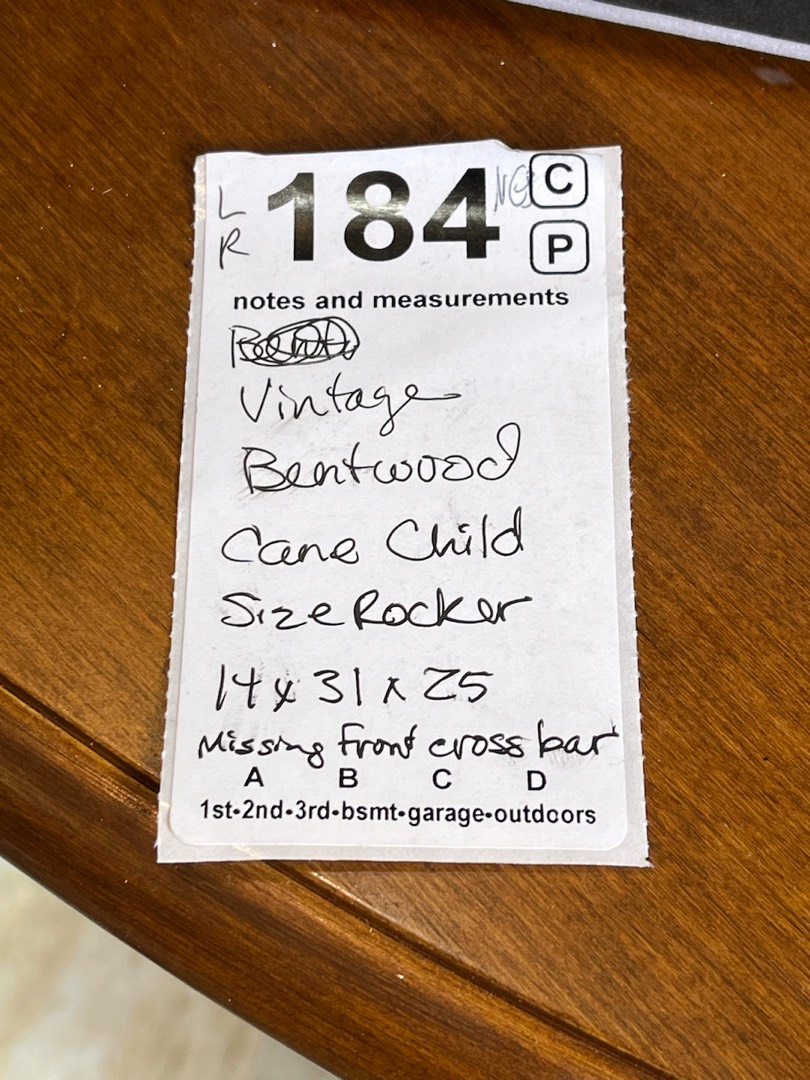 L 184 C
R P
notes and measurements
Vintage
Bentwood
Cane Child
Size Rocker
14 x 31 x 25
Missing front cross bar
A B C D
1st-2nd-3rd-bsmt-garage-outdoors